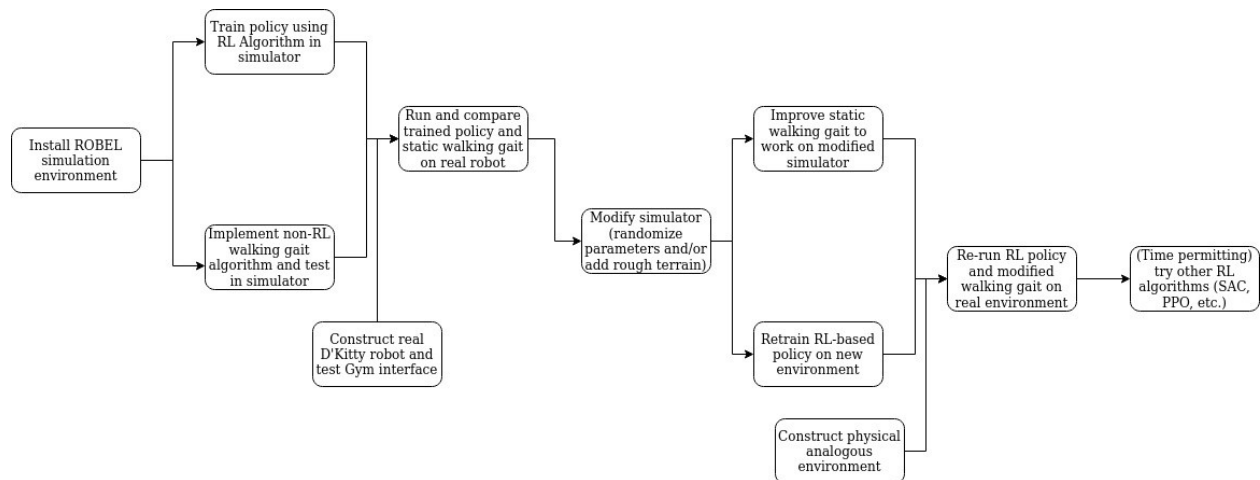 Train policy using
RL Algorithm in
simulator
Install ROBEL
simulation
environment
Implement non-RL
walking gait
algorithm and test
in simulator
Construct real
D'Kitty robot and
test Gym interface
Run and compare
trained policy and
static walking gait
on real robot
Modify simulator
(randomize
parameters and/or
add rough terrain)
Improve static
walking gait to
work on modified
simulator
Retrain RL-based
policy on new
environment
Construct physical
analogous
environment
Re-run RL policy
and modified
walking gait on
real environment
(Time permitting)
try other RL
algorithms (SAC,
PPO, etc.)